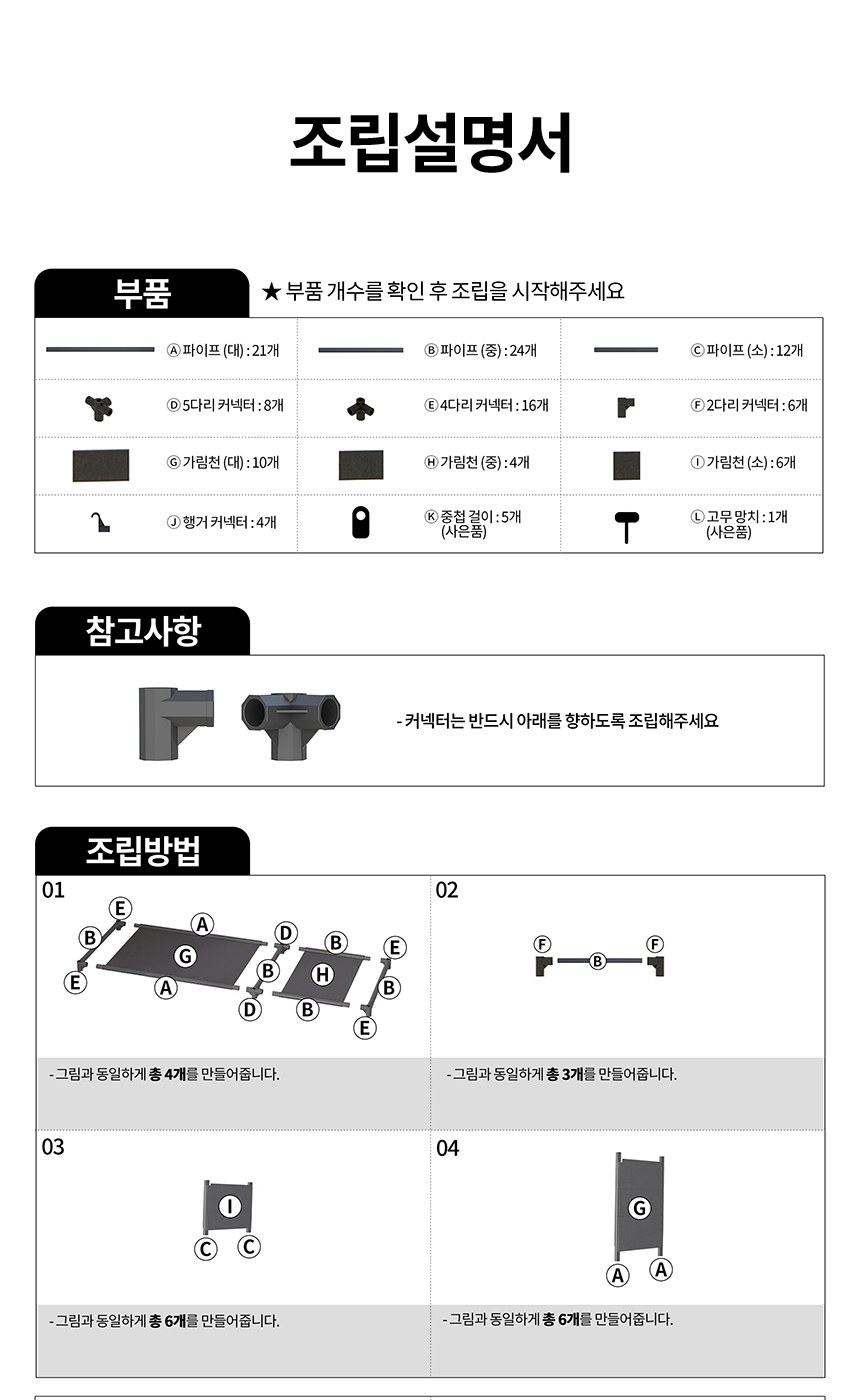 조립설명서
부품
★ 부품 개수를 확인 후 조립을 시작해주세요
Ⓐ 파이프 (대) : 21개
Ⓑ 파이프 (중) : 24개
Ⓒ 파이프 (소) : 12개
Ⓓ 5다리 커넥터 : 8개
Ⓔ 4다리 커넥터 : 16개
Ⓕ 2다리 커넥터 : 6개
Ⓖ 가림천 (대) : 10개
Ⓗ 가림천 (중) : 4개
Ⓘ 가림천 (소) : 6개
Ⓙ 행거 커넥터 : 4개
Ⓚ 중첩 걸이 : 5개
(사은품)
Ⓛ 고무 망치 : 1개
(사은품)
참고사항
- 커넥터는 반드시 아래를 향하도록 조립해주세요
조립방법
01
E
A
D
B
B
E
G
B
H
E
A
B
D
B
E
- 그림과 동일하게 총 4개를 만들어줍니다.
02
F
F
B
- 그림과 동일하게 총 3개를 만들어줍니다.
03
I
C
C
- 그림과 동일하게 총 6개를 만들어줍니다.
04
G
A
A
- 그림과 동일하게 총 6개를 만들어줍니다.